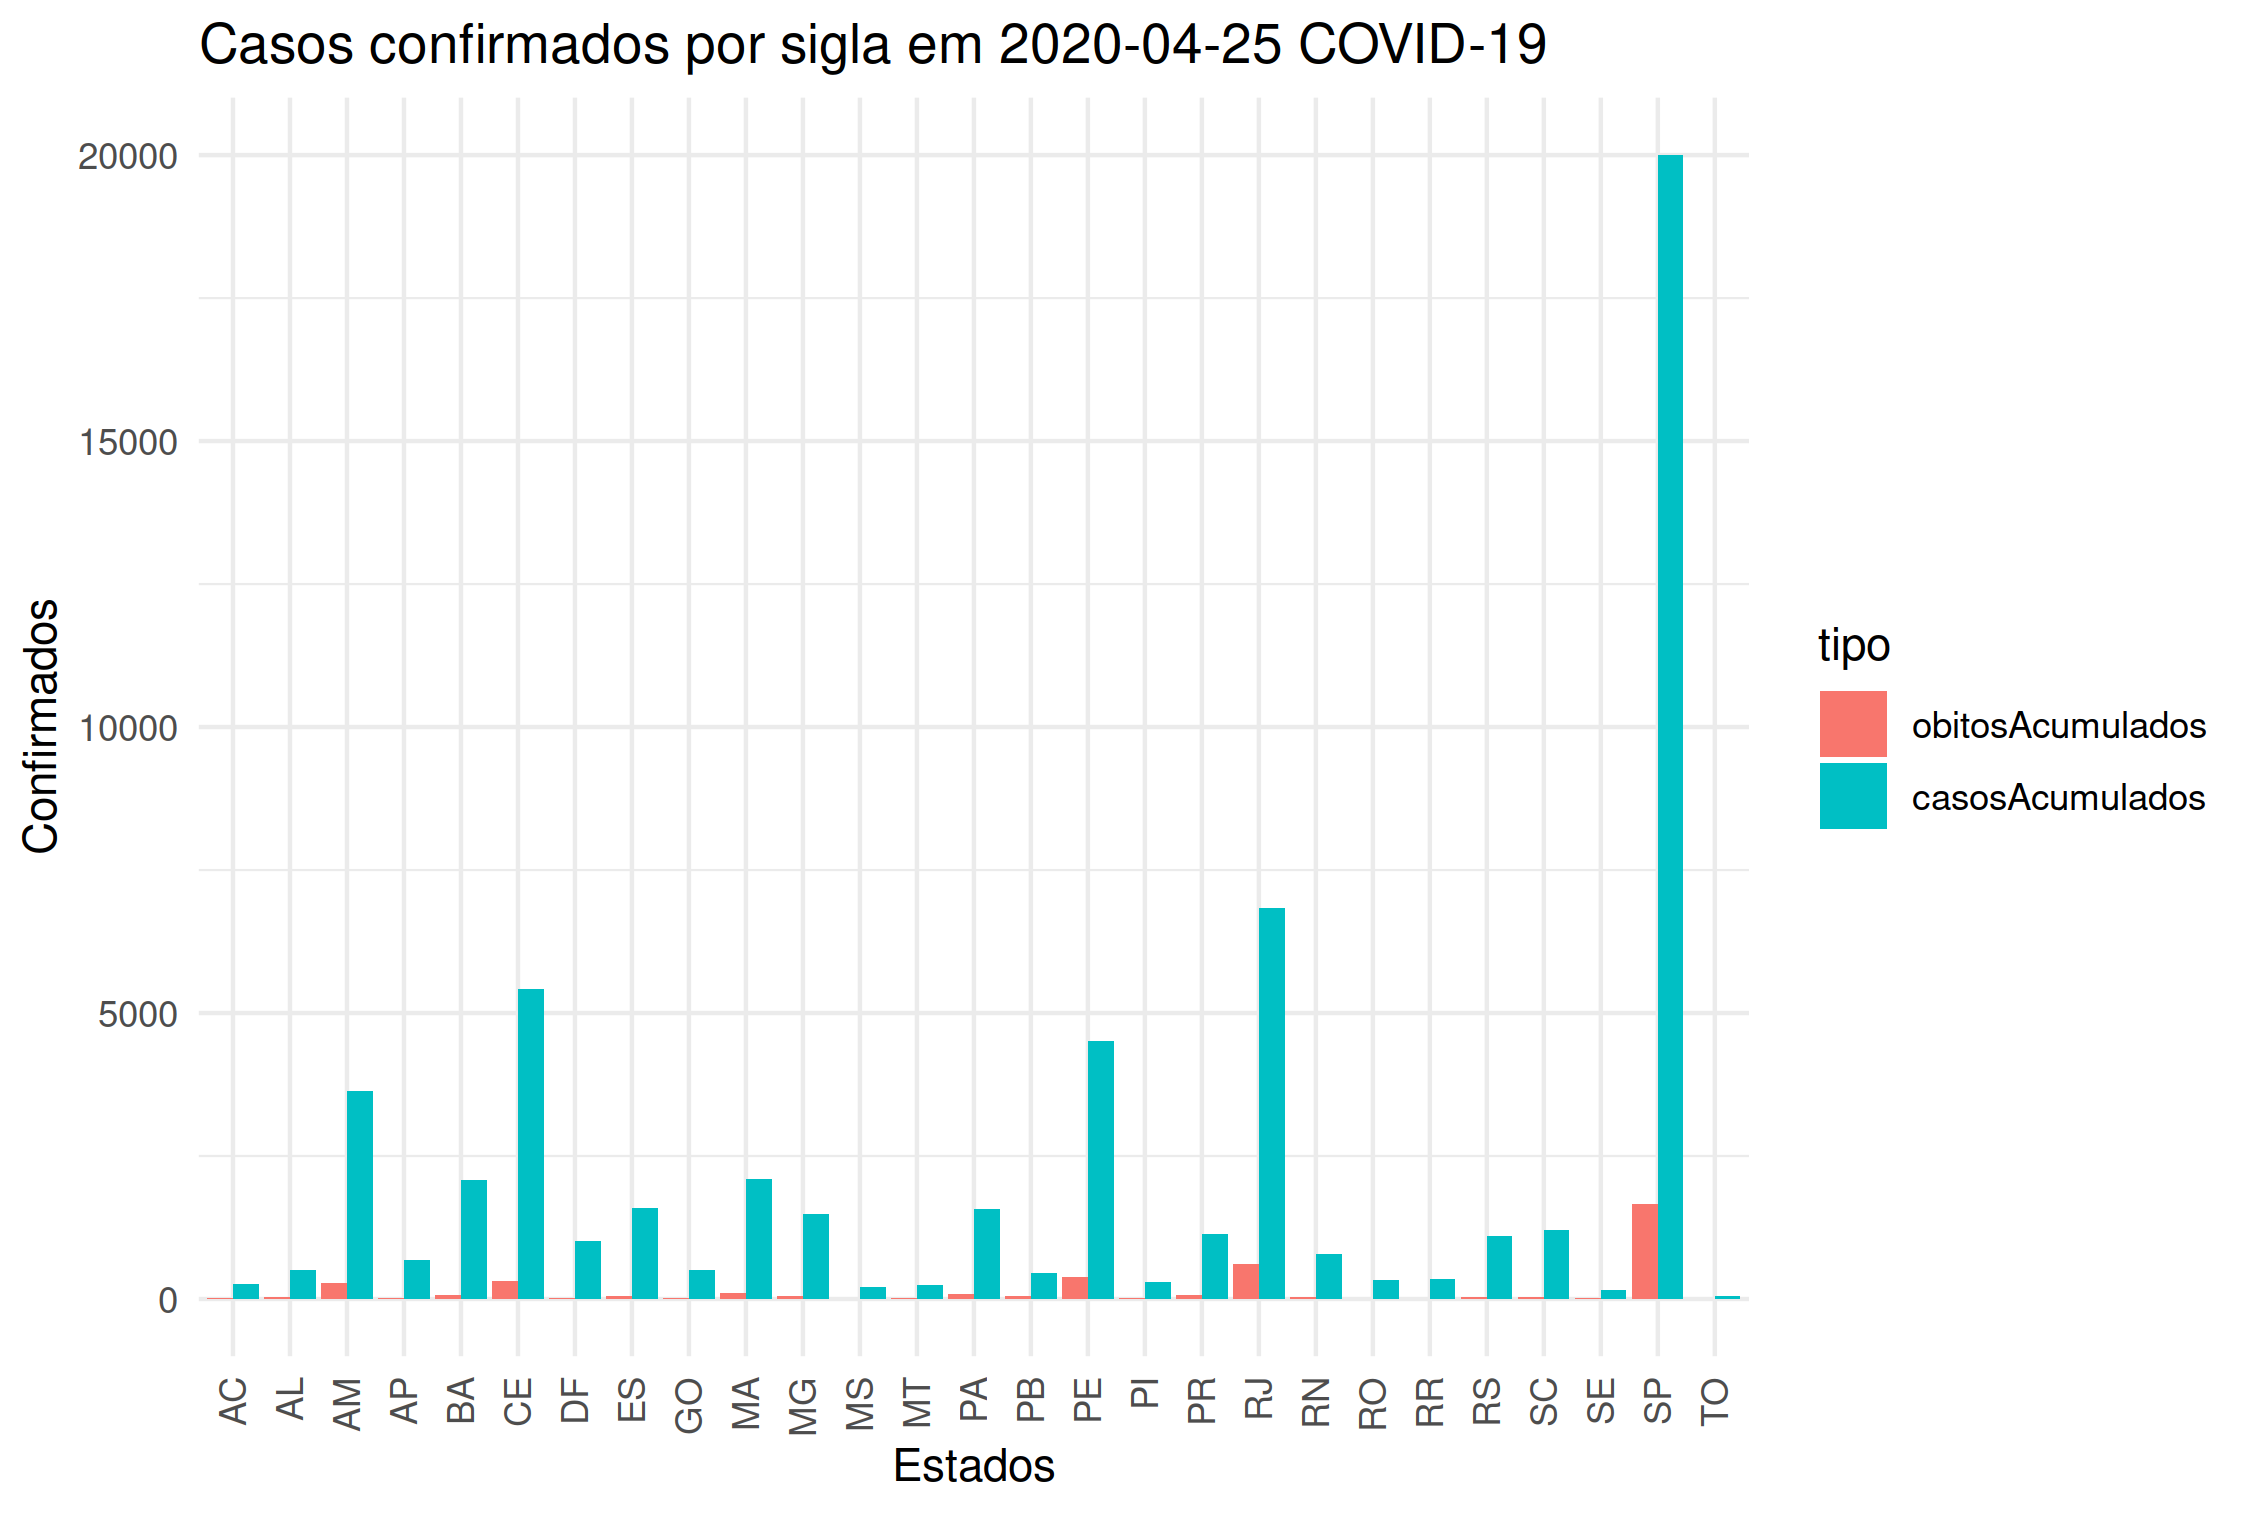 Casos confirmados por sigla em 2020-04-25 COVID-19
Confirmados
20000
15000
10000
5000
0
AC
AL
AM
AP
BA
CE
DF
ES
GO
MA
MG
MS
MT
PA
PB
PE
PI
PR
RJ
RN
RO
RR
RS
SC
SE
SP
TO
Estados
tipo
obitosAcumulados
casosAcumulados